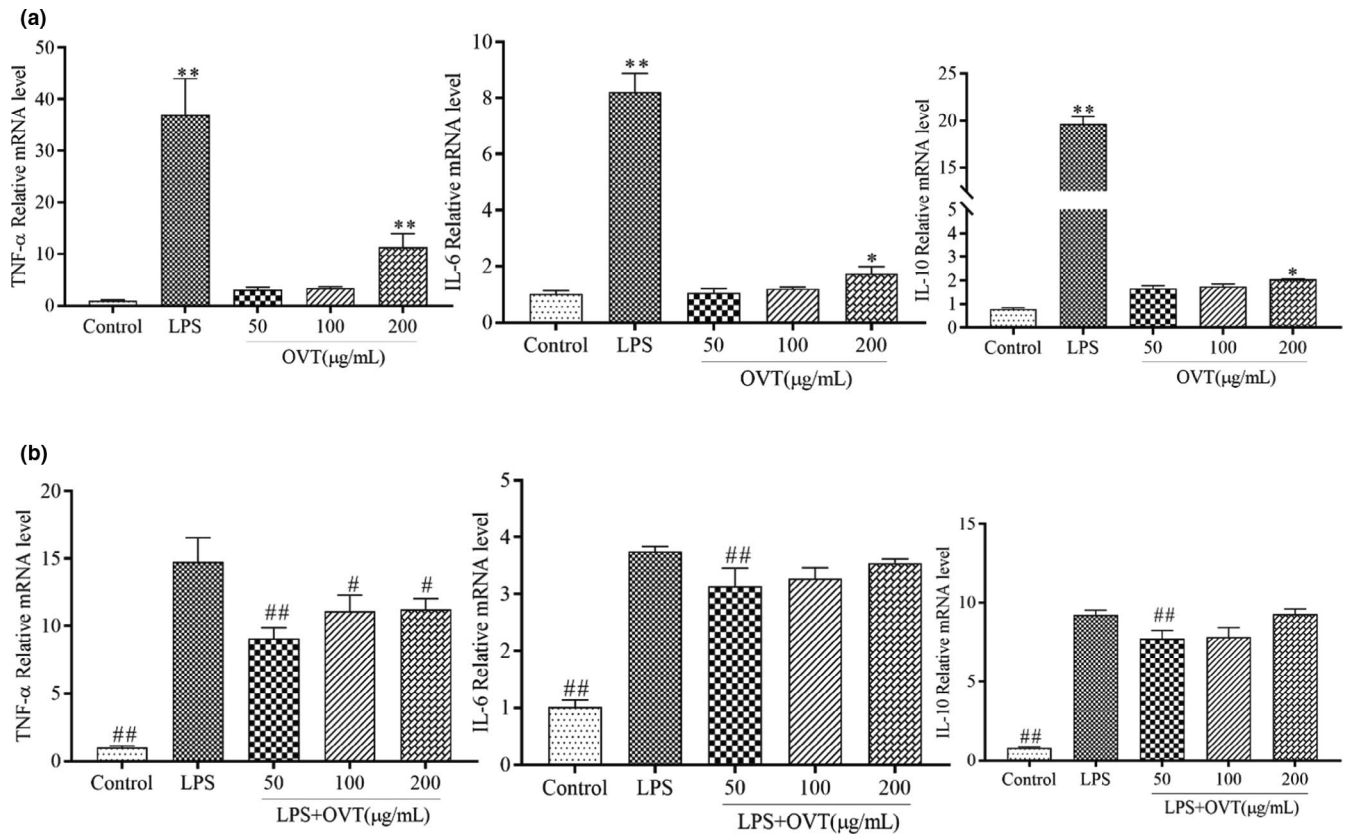 (a)
TNF-α Relative mRNA level
50
40
30
20
10
0
**
**
Control LPS 50 100 200
OVT(μg/mL)
IL-6 Relative mRNA level
10
8
6
4
2
0
**
*
Control LPS 50 100 200
OVT(μg/mL)
IL-10 Relative mRNA level
25
20
15
5
4
3
2
1
0
**
*
Control LPS 50 100 200
OVT(μg/mL)
(b)
TNF-α Relative mRNA level
20
15
10
5
0
##
##
#
#
Control LPS 50 100 200
LPS+OVT(μg/mL)
IL-6 Relative mRNA level
5
4
3
2
1
0
##
##
Control LPS 50 100 200
LPS+OVT(μg/mL)
IL-10 Relative mRNA level
15
10
5
0
##
##
Control LPS 50 100 200
LPS+OVT(μg/mL)